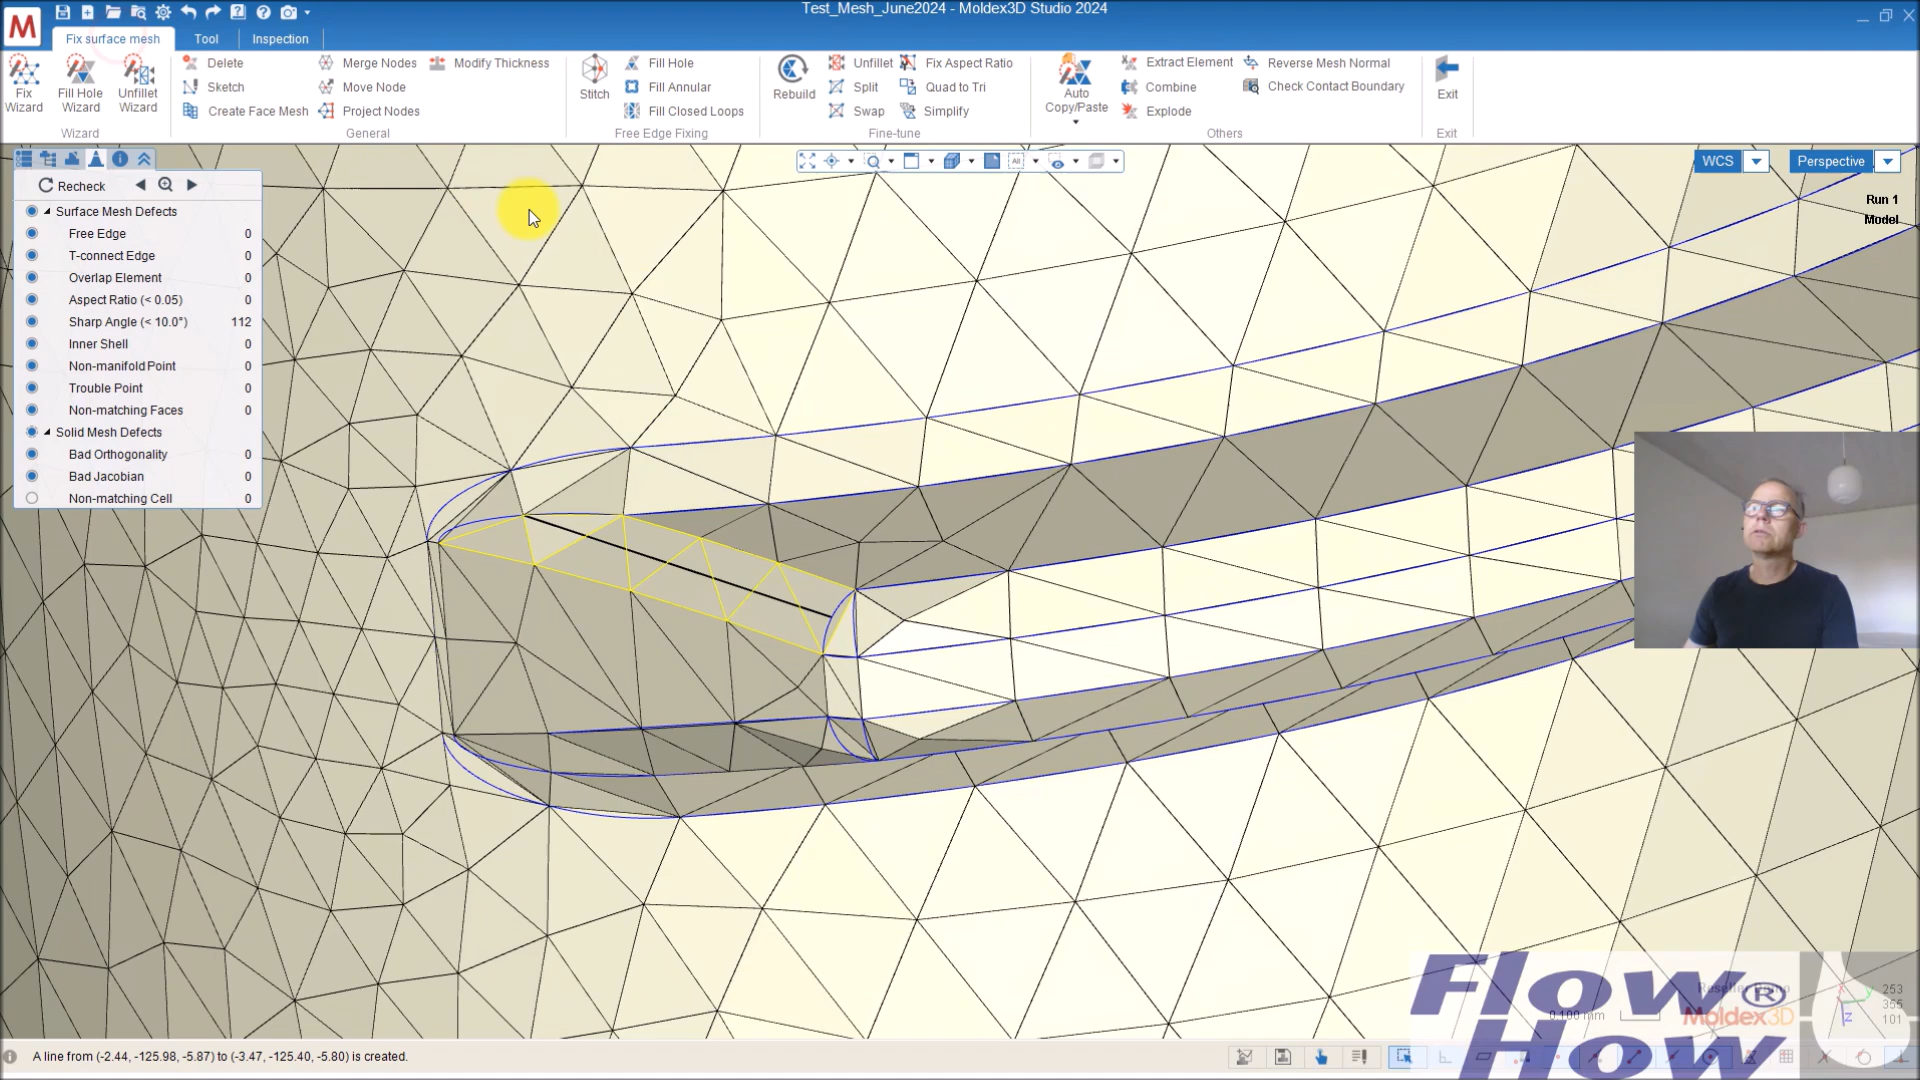 Test_Mesh_June2024 - Moldex3D Studio 2024
Fix surface mesh
Tool
Inspection
Fix Wizard
Fill Hole Wizard
Unfillet Wizard
Wizard
Delete
Sketch
Create Face Mesh
Merge Nodes
Move Node
Project Nodes
Modify Thickness
General
Stitch
Fill Hole
Fill Annular
Fill Closed Loops
Free Edge Fixing
Rebuild
Unfillet
Split
Swap
Fix Aspect Ratio
Quad to Tri
Simplify
Fine-tune
Auto Copy/Paste
Extract Element
Combine
Explode
Reverse Mesh Normal
Check Contact Boundary
Others
Exit
Exit
WCS
Perspective
Run 1
Model
Recheck
Surface Mesh Defects
Free Edge 0
T-connect Edge 0
Overlap Element 0
Aspect Ratio (< 0.05) 0
Sharp Angle (< 10.0°) 112
Inner Shell 0
Non-manifold Point 0
Trouble Point 0
Non-matching Faces 0
Solid Mesh Defects
Bad Orthogonality 0
Bad Jacobian 0
Non-matching Cell 0
Flow®
How
0.100 mm
Moldex3D
253
355
101
A line from (-2.44, -125.98, -5.87) to (-3.47, -125.40, -5.80) is created.